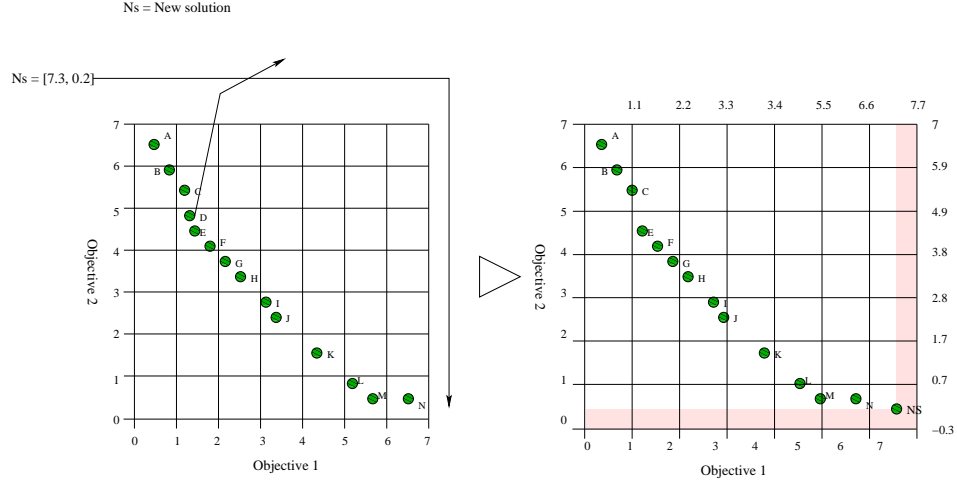 Ns = New solution
Ns = [7.3, 0.2]
7
6
5
4
3
2
1
0
0 1 2 3 4 5 6 7
Objective 1
Objective 2
A
B
C
D
E
F
G
H
I
J
K
L
M
N
1.1 2.2 3.3 4.4 5.5 6.6 7.7
7
6
5
4
3
2
1
0
7
5.9
4.9
3.8
2.8
1.7
0.7
−0.3
0 1 2 3 4 5 6 7
Objective 1
Objective 2
A
B
C
E
F
G
H
I
J
K
L
M
N
NS